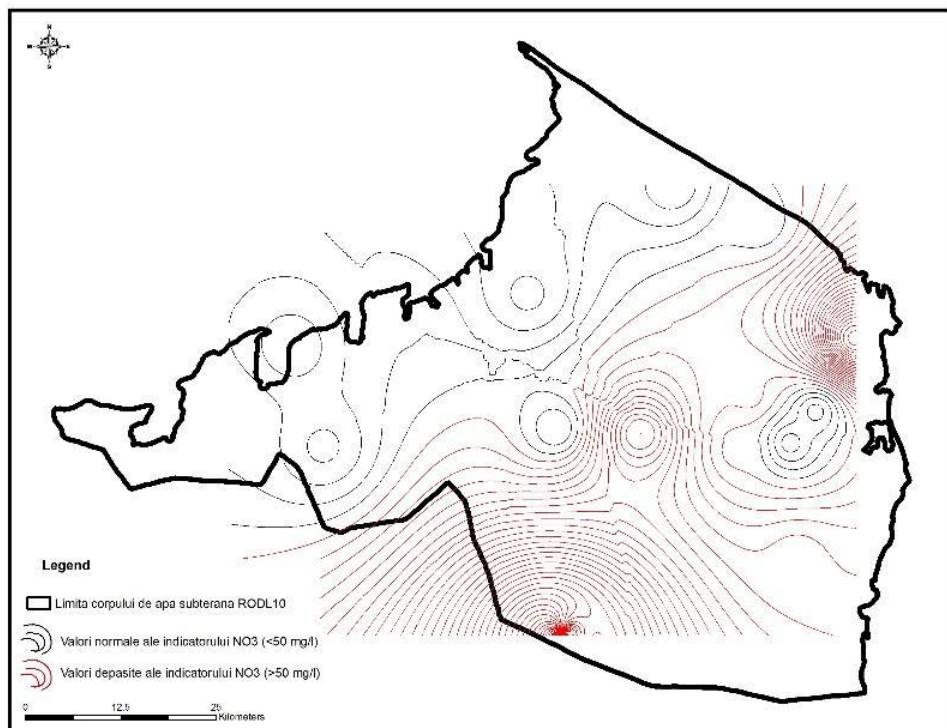 N
S
Legend
Limita corpului de apa subterana RODL10
Valori normale ale indicatorului NO3 (<50 mg/l)
Valori depasite ale indicatorului NO3 (>50 mg/l)
0 12.5 25
Kilometers